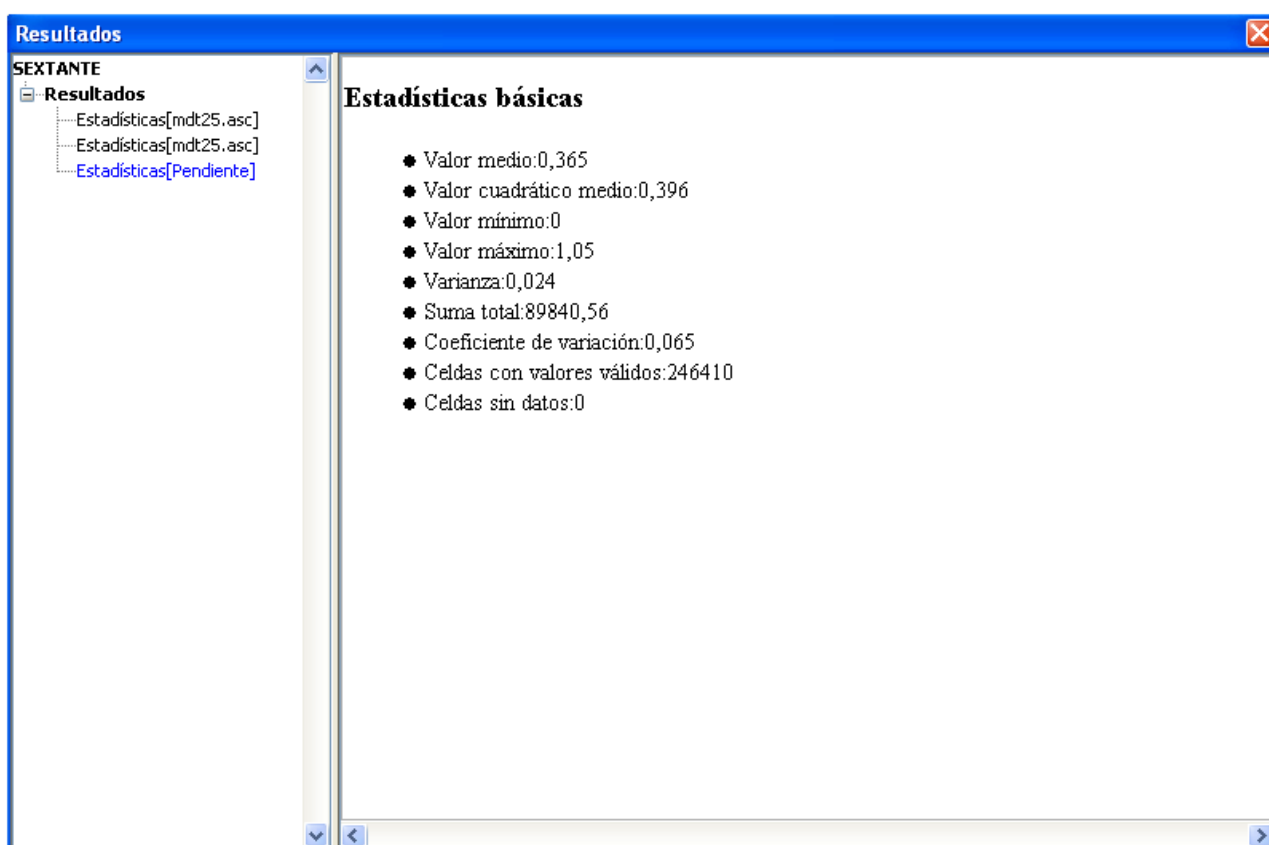 Resultados
SEXTANTE
Resultados
Estadísticas[mdt25.asc]
Estadísticas[mdt25.asc]
Estadísticas[Pendiente]
Estadísticas básicas
Valor medio:0,365
Valor cuadrático medio:0,396
Valor mínimo:0
Valor máximo:1,05
Varianza:0,024
Suma total:89840,56
Coeficiente de variación:0,065
Celdas con valores válidos:246410
Celdas sin datos:0